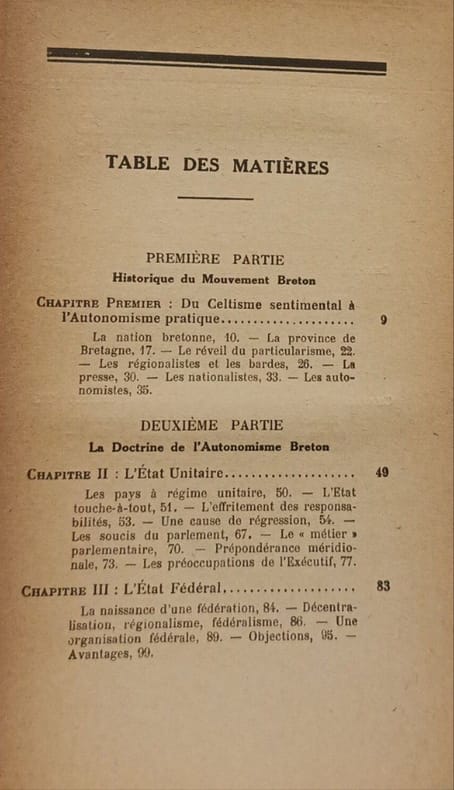 TABLE DES MATIÈRES
PREMIÈRE PARTIE
Historique du Mouvement Breton
CHAPITRE PREMIER : Du Celtisme sentimental à
l'Autonomisme pratique..................... 9
La nation bretonne, 10. — La province de
Bretagne, 17. — Le réveil du particularisme, 22.
— Les régionalistes et les bardes, 26. — La
presse, 30. — Les nationalistes, 33. — Les auto-
nomistes, 35.
DEUXIÈME PARTIE
La Doctrine de l'Autonomisme Breton
CHAPITRE II : L'État Unitaire.................... 49
Les pays à régime unitaire, 50. — L'Etat
touche-à-tout, 51. — L'effritement des responsa-
bilités, 53. — Une cause de régression, 54. —
Les soucis du parlement, 67. — Le « métier »
parlementaire, 70. — Prépondérance méridio-
nale, 73. — Les préoccupations de l'Exécutif, 77.
CHAPITRE III : L'État Fédéral.................... 83
La naissance d'une fédération, 84. — Décentra-
lisation, régionalisme, fédéralisme, 86. — Une
organisation fédérale, 89. — Objections, 95. —
Avantages, 99.